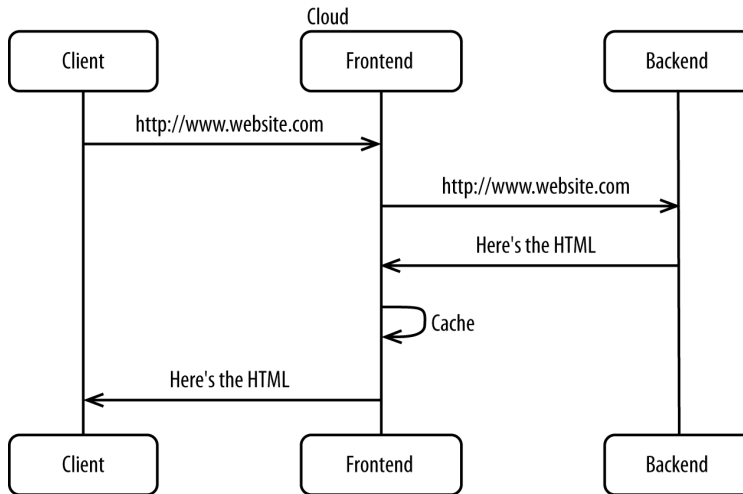 Cloud
Client
Frontend
Backend
http://www.website.com
http://www.website.com
Here's the HTML
Cache
Here's the HTML
Client
Frontend
Backend